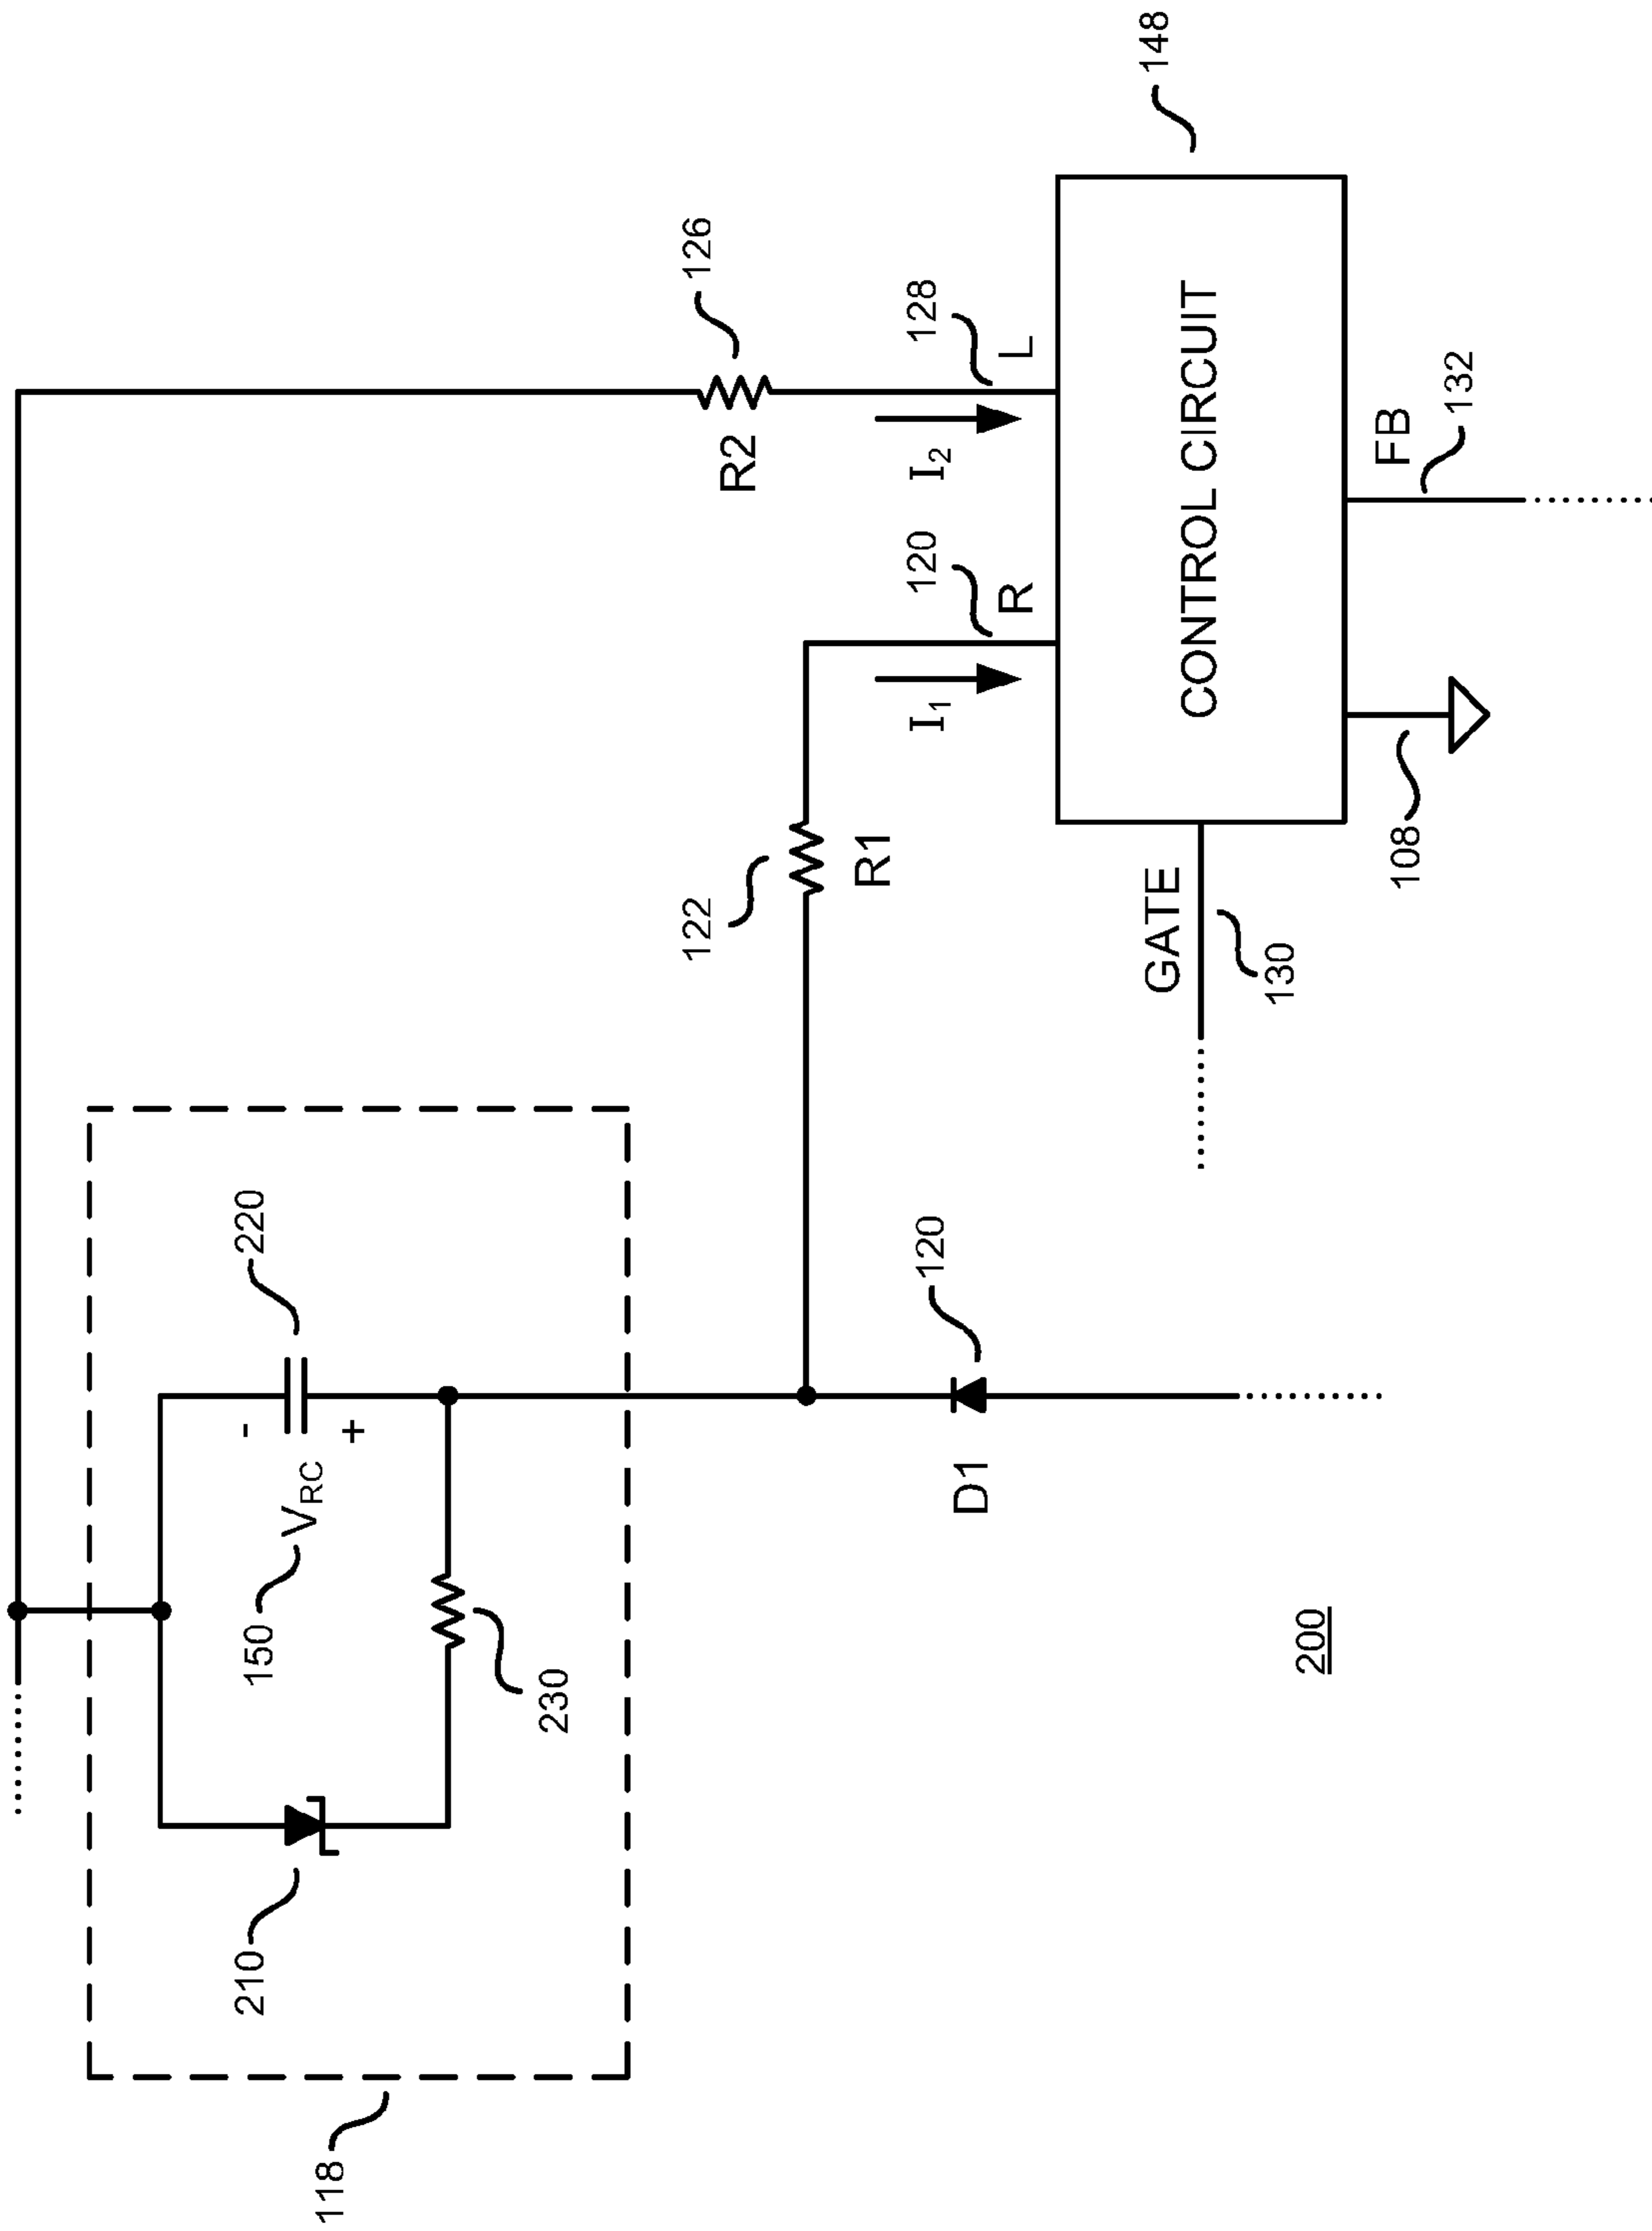 210
150
-
220
V_RC
118
+
230
122
126
R2
R1
120
I₁
120
I₂
128
D1
R
L
148
GATE
CONTROL CIRCUIT
130
200
108
FB
132